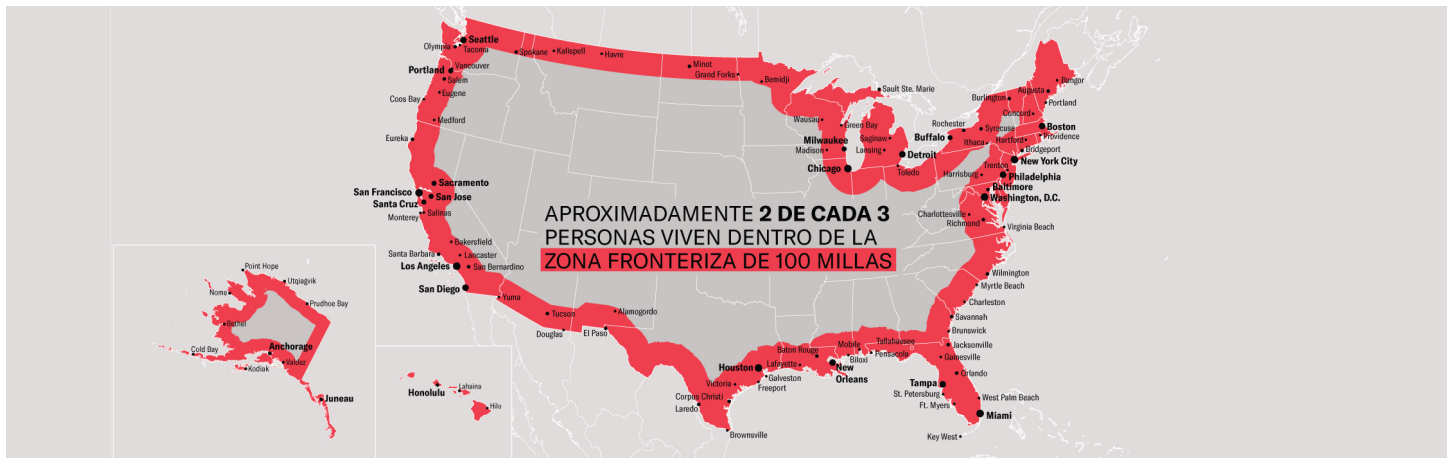 Seattle
Olympia
Tacoma
Spokane
Kalispell
Havre
Minot
Grand Forks
Bemidji
Sault Ste. Marie
Portland
Vancouver
Salem
Eugene
Coos Bay
Medford
Eureka
Wausau
Green Bay
Milwaukee
Madison
Saginaw
Lansing
Detroit
Chicago
Toledo
Buffalo
Rochester
Syracuse
Ithaca
Burlington
Augusta
Bangor
Portland
Concord
Boston
Providence
Hartford
Bridgeport
New York City
Trenton
Harrisburg
Philadelphia
Baltimore
Washington, D.C.
Charlottesville
Richmond
Virginia Beach
Sacramento
San Francisco
San Jose
Santa Cruz
Monterey
Salinas
Bakersfield
Santa Barbara
Lancaster
Los Angeles
San Bernardino
San Diego
Yuma
Tucson
Douglas
El Paso
Alamogordo
APROXIMADAMENTE 2 DE CADA 3
PERSONAS VIVEN DENTRO DE LA
ZONA FRONTERIZA DE 100 MILLAS
Wilmington
Myrtle Beach
Charleston
Savannah
Brunswick
Jacksonville
Gainesville
Orlando
Tampa
St. Petersburg
Ft. Myers
West Palm Beach
Miami
Key West
Tallahassee
Pensacola
Mobile
Biloxi
New
Orleans
Baton Rouge
Lafayette
Houston
Galveston
Freeport
Victoria
Corpus Christi
Laredo
Brownsville
Point Hope
Utqiagvik
Prudhoe Bay
Nome
Bethel
Cold Bay
Anchorage
Kodiak
Valdez
Juneau
Honolulu
Lahaina
Hilo